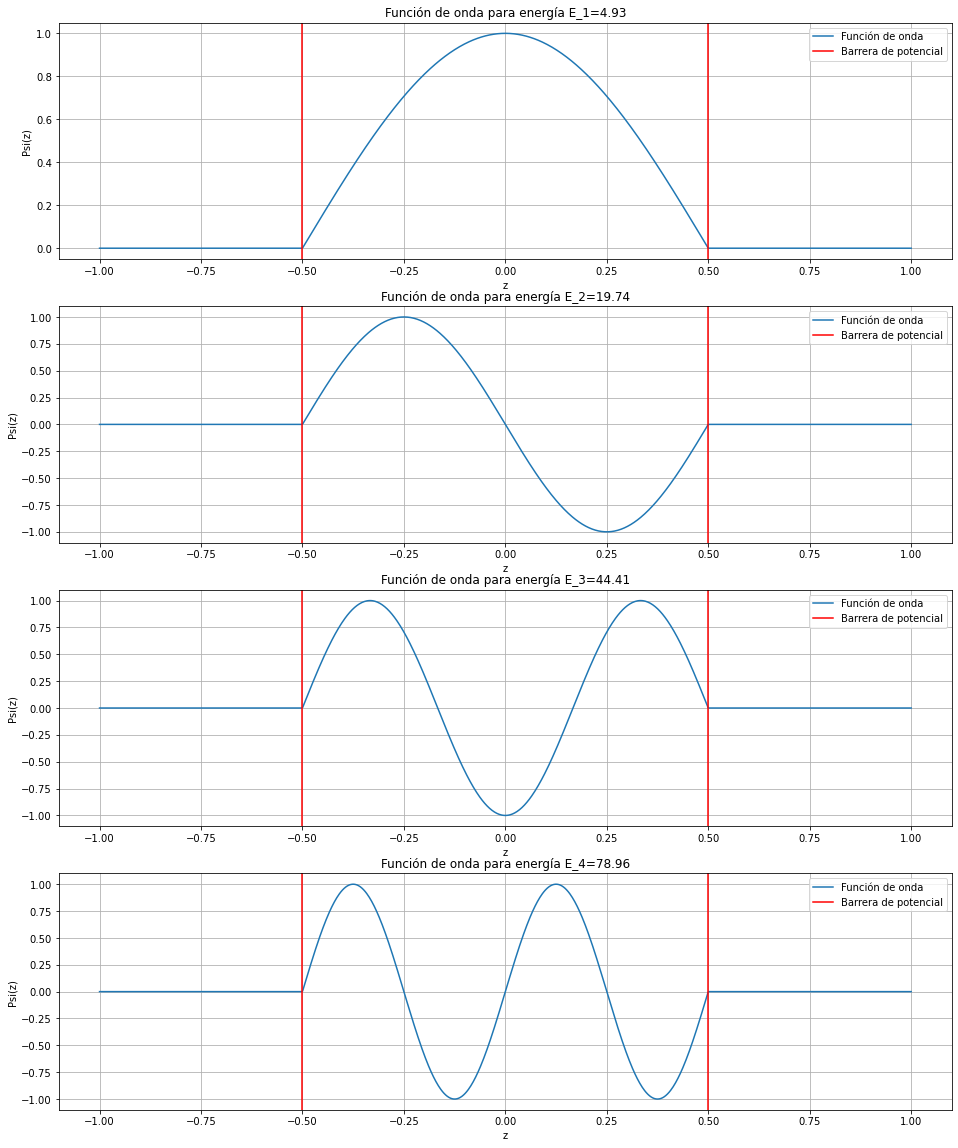 Función de onda para energía E_1=4.93
Función de onda
Barrera de potencial
Psi(z)
1.0
0.8
0.6
0.4
0.2
0.0
−1.00 −0.75 −0.50 −0.25 0.00 0.25 0.50 0.75 1.00
z
Función de onda para energía E_2=19.74
Función de onda
Barrera de potencial
Psi(z)
1.00
0.75
0.50
0.25
0.00
−0.25
−0.50
−0.75
−1.00
−1.00 −0.75 −0.50 −0.25 0.00 0.25 0.50 0.75 1.00
z
Función de onda para energía E_3=44.41
Función de onda
Barrera de potencial
Psi(z)
1.00
0.75
0.50
0.25
0.00
−0.25
−0.50
−0.75
−1.00
−1.00 −0.75 −0.50 −0.25 0.00 0.25 0.50 0.75 1.00
z
Función de onda para energía E_4=78.96
Función de onda
Barrera de potencial
Psi(z)
1.00
0.75
0.50
0.25
0.00
−0.25
−0.50
−0.75
−1.00
−1.00 −0.75 −0.50 −0.25 0.00 0.25 0.50 0.75 1.00
z